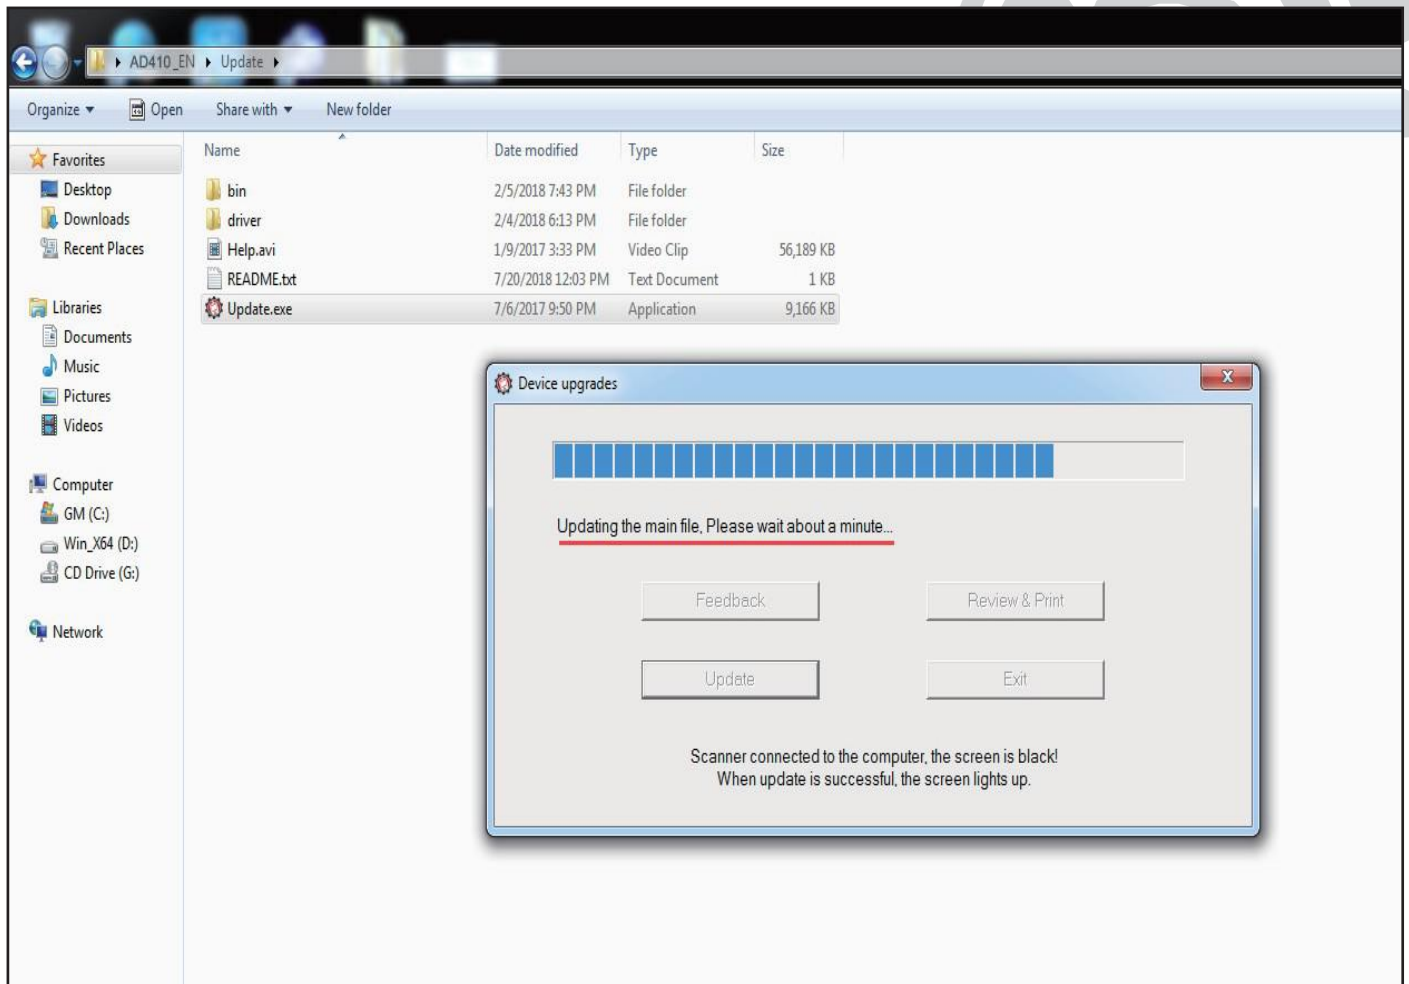 AD410_EN Update
Organize Open Share with New folder
Name Date modified Type Size
Favorites
Desktop
Downloads
Recent Places
Libraries
Documents
Music
Pictures
Videos
Computer
GM (C:)
Win_X64 (D:)
CD Drive (G:)
Network
bin 2/5/2018 7:43 PM File folder
driver 2/4/2018 6:13 PM File folder
Help.avi 1/9/2017 3:33 PM Video Clip 56,189 KB
README.txt 7/20/2018 12:03 PM Text Document 1 KB
Update.exe 7/6/2017 9:50 PM Application 9,166 KB
Device upgrades
X
Updating the main file, Please wait about a minute...
Feedback Review & Print
Update Exit
Scanner connected to the computer, the screen is black!
When update is successful, the screen lights up.